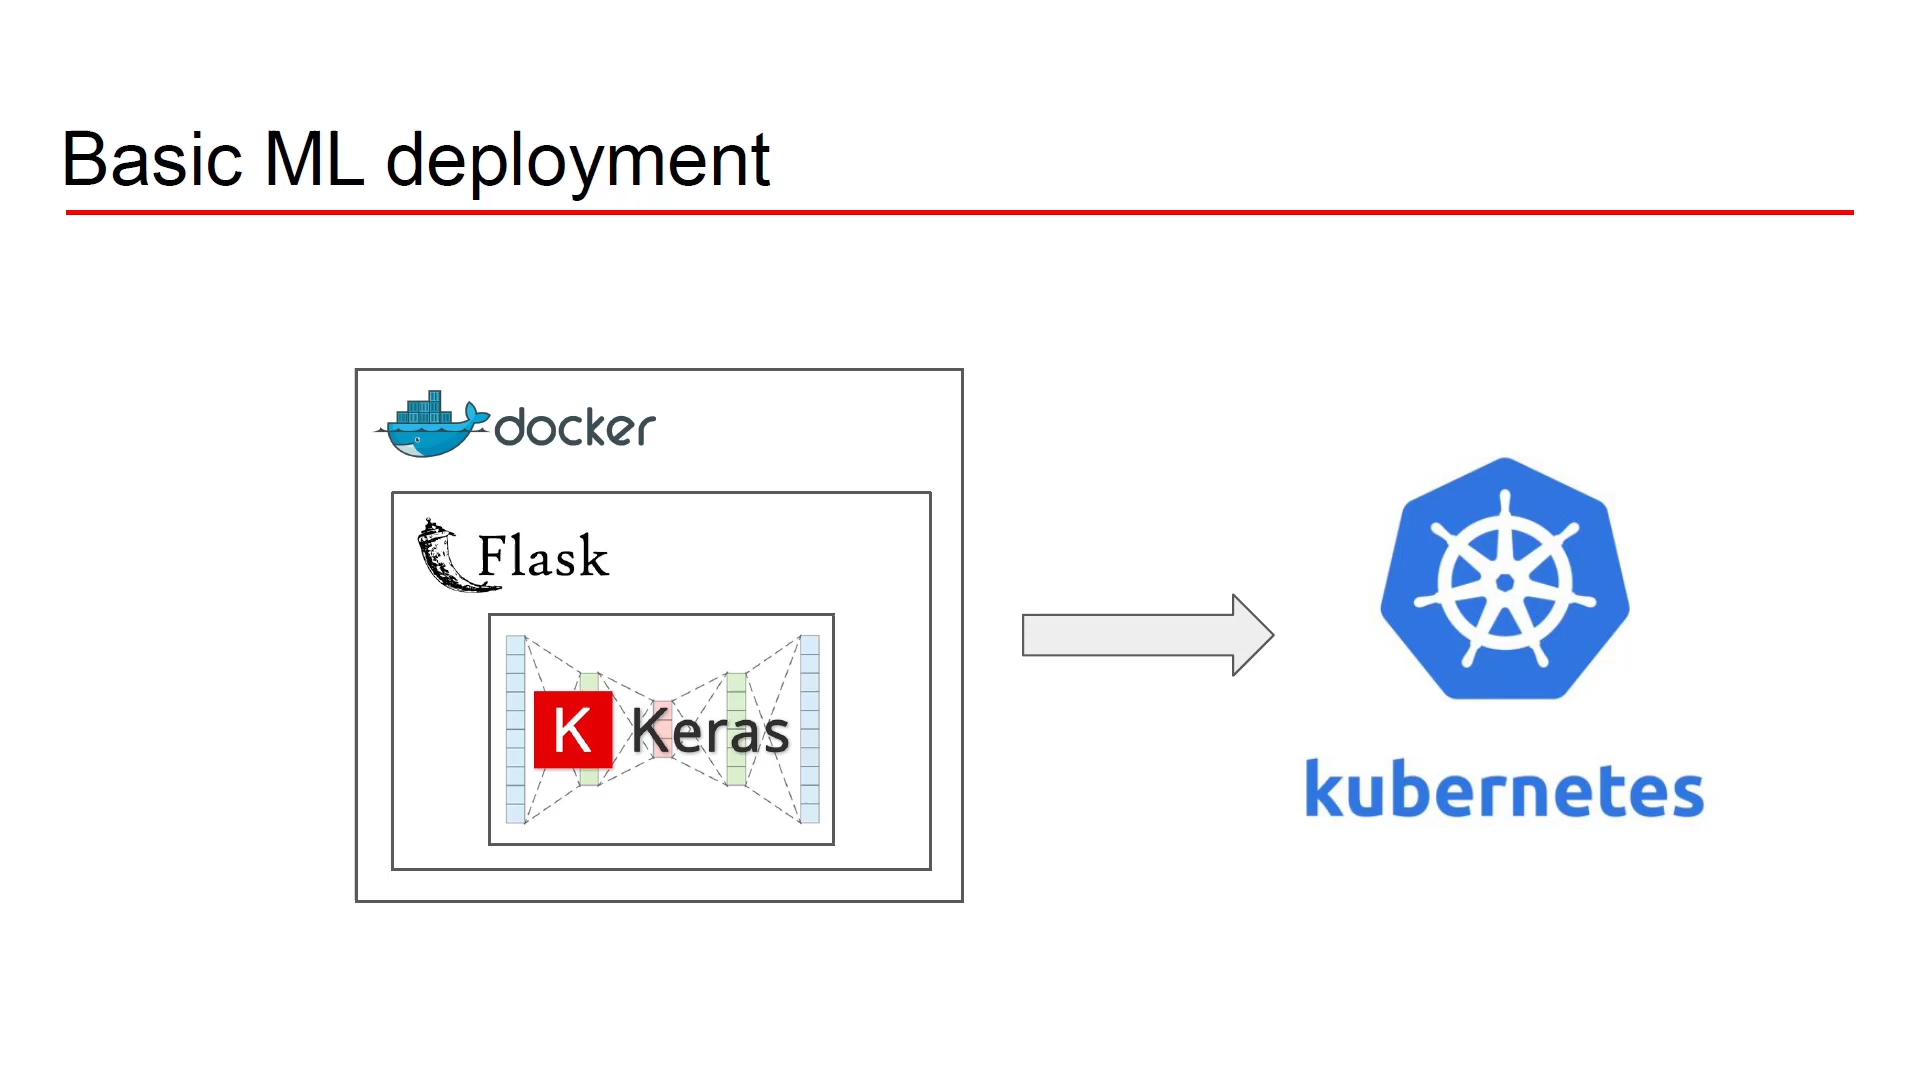 Basic ML deployment
docker
Flask
K Keras
kubernetes